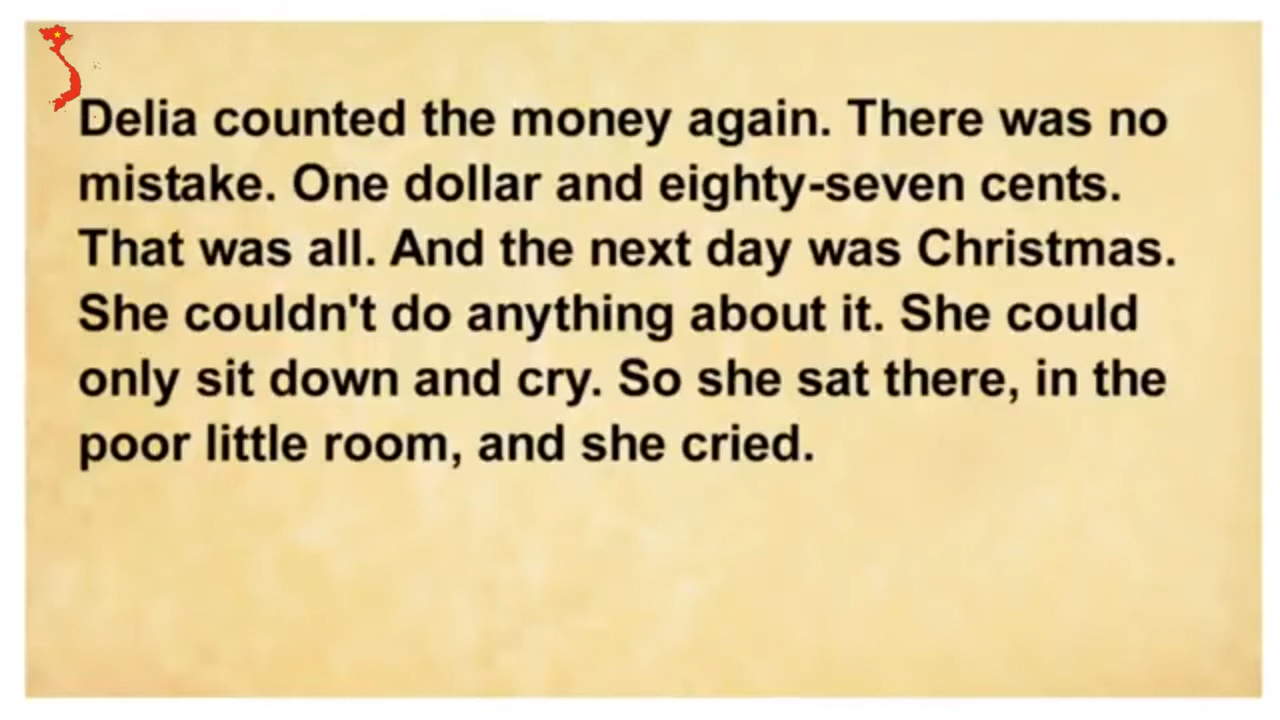 Delia counted the money again. There was no
mistake. One dollar and eighty-seven cents.
That was all. And the next day was Christmas.
She couldn't do anything about it. She could
only sit down and cry. So she sat there, in the
poor little room, and she cried.